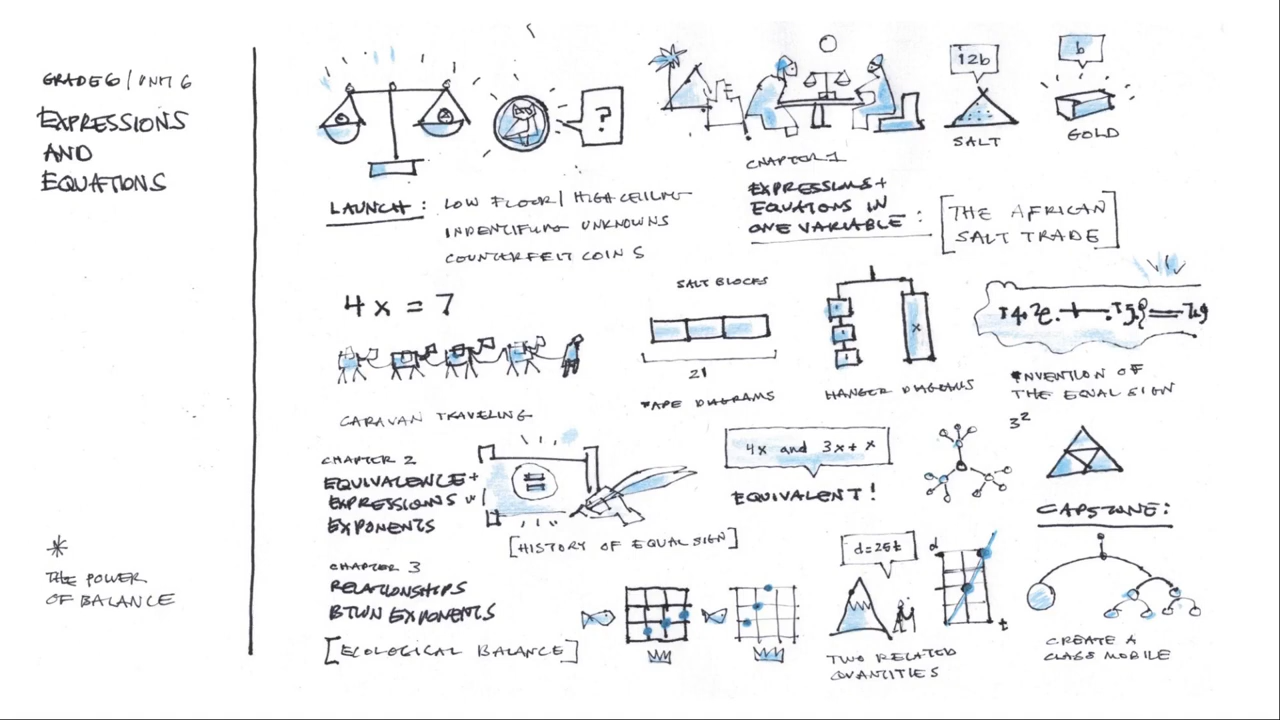 GRADE 6 / UNIT 6
EXPRESSIONS
AND
EQUATIONS
*
THE POWER
OF BALANCE
?
LAUNCH: LOW FLOOR / HIGH CEILING
INDENTIFING UNKNOWNS
COUNTERFEIT COINS
12b
SALT
b
GOLD
CHAPTER 1
EXPRESSIONS +
EQUATIONS IN
ONE VARIABLE:
[THE AFRICAN
SALT TRADE]
4x = 7
CARAVAN TRAVELING
SALT BLOCKS
21
TAPE DIAGRAMS
x
HANGER DIAGRAMS
INVENTION OF
THE EQUAL SIGN
CHAPTER 2
EQUIVALENCE +
EXPRESSIONS w/
EXPONENTS
=
[HISTORY OF EQUAL SIGN]
4x and 3x + x
EQUIVALENT!
3²
CHAPTER 3
RELATIONSHIPS
BTWN EXPONENTS
[ECOLOGICAL BALANCE]
d=25t
d
t
TWO RELATED
QUANTITIES
CAPSTONE:
CREATE A
CLASS MOBILE